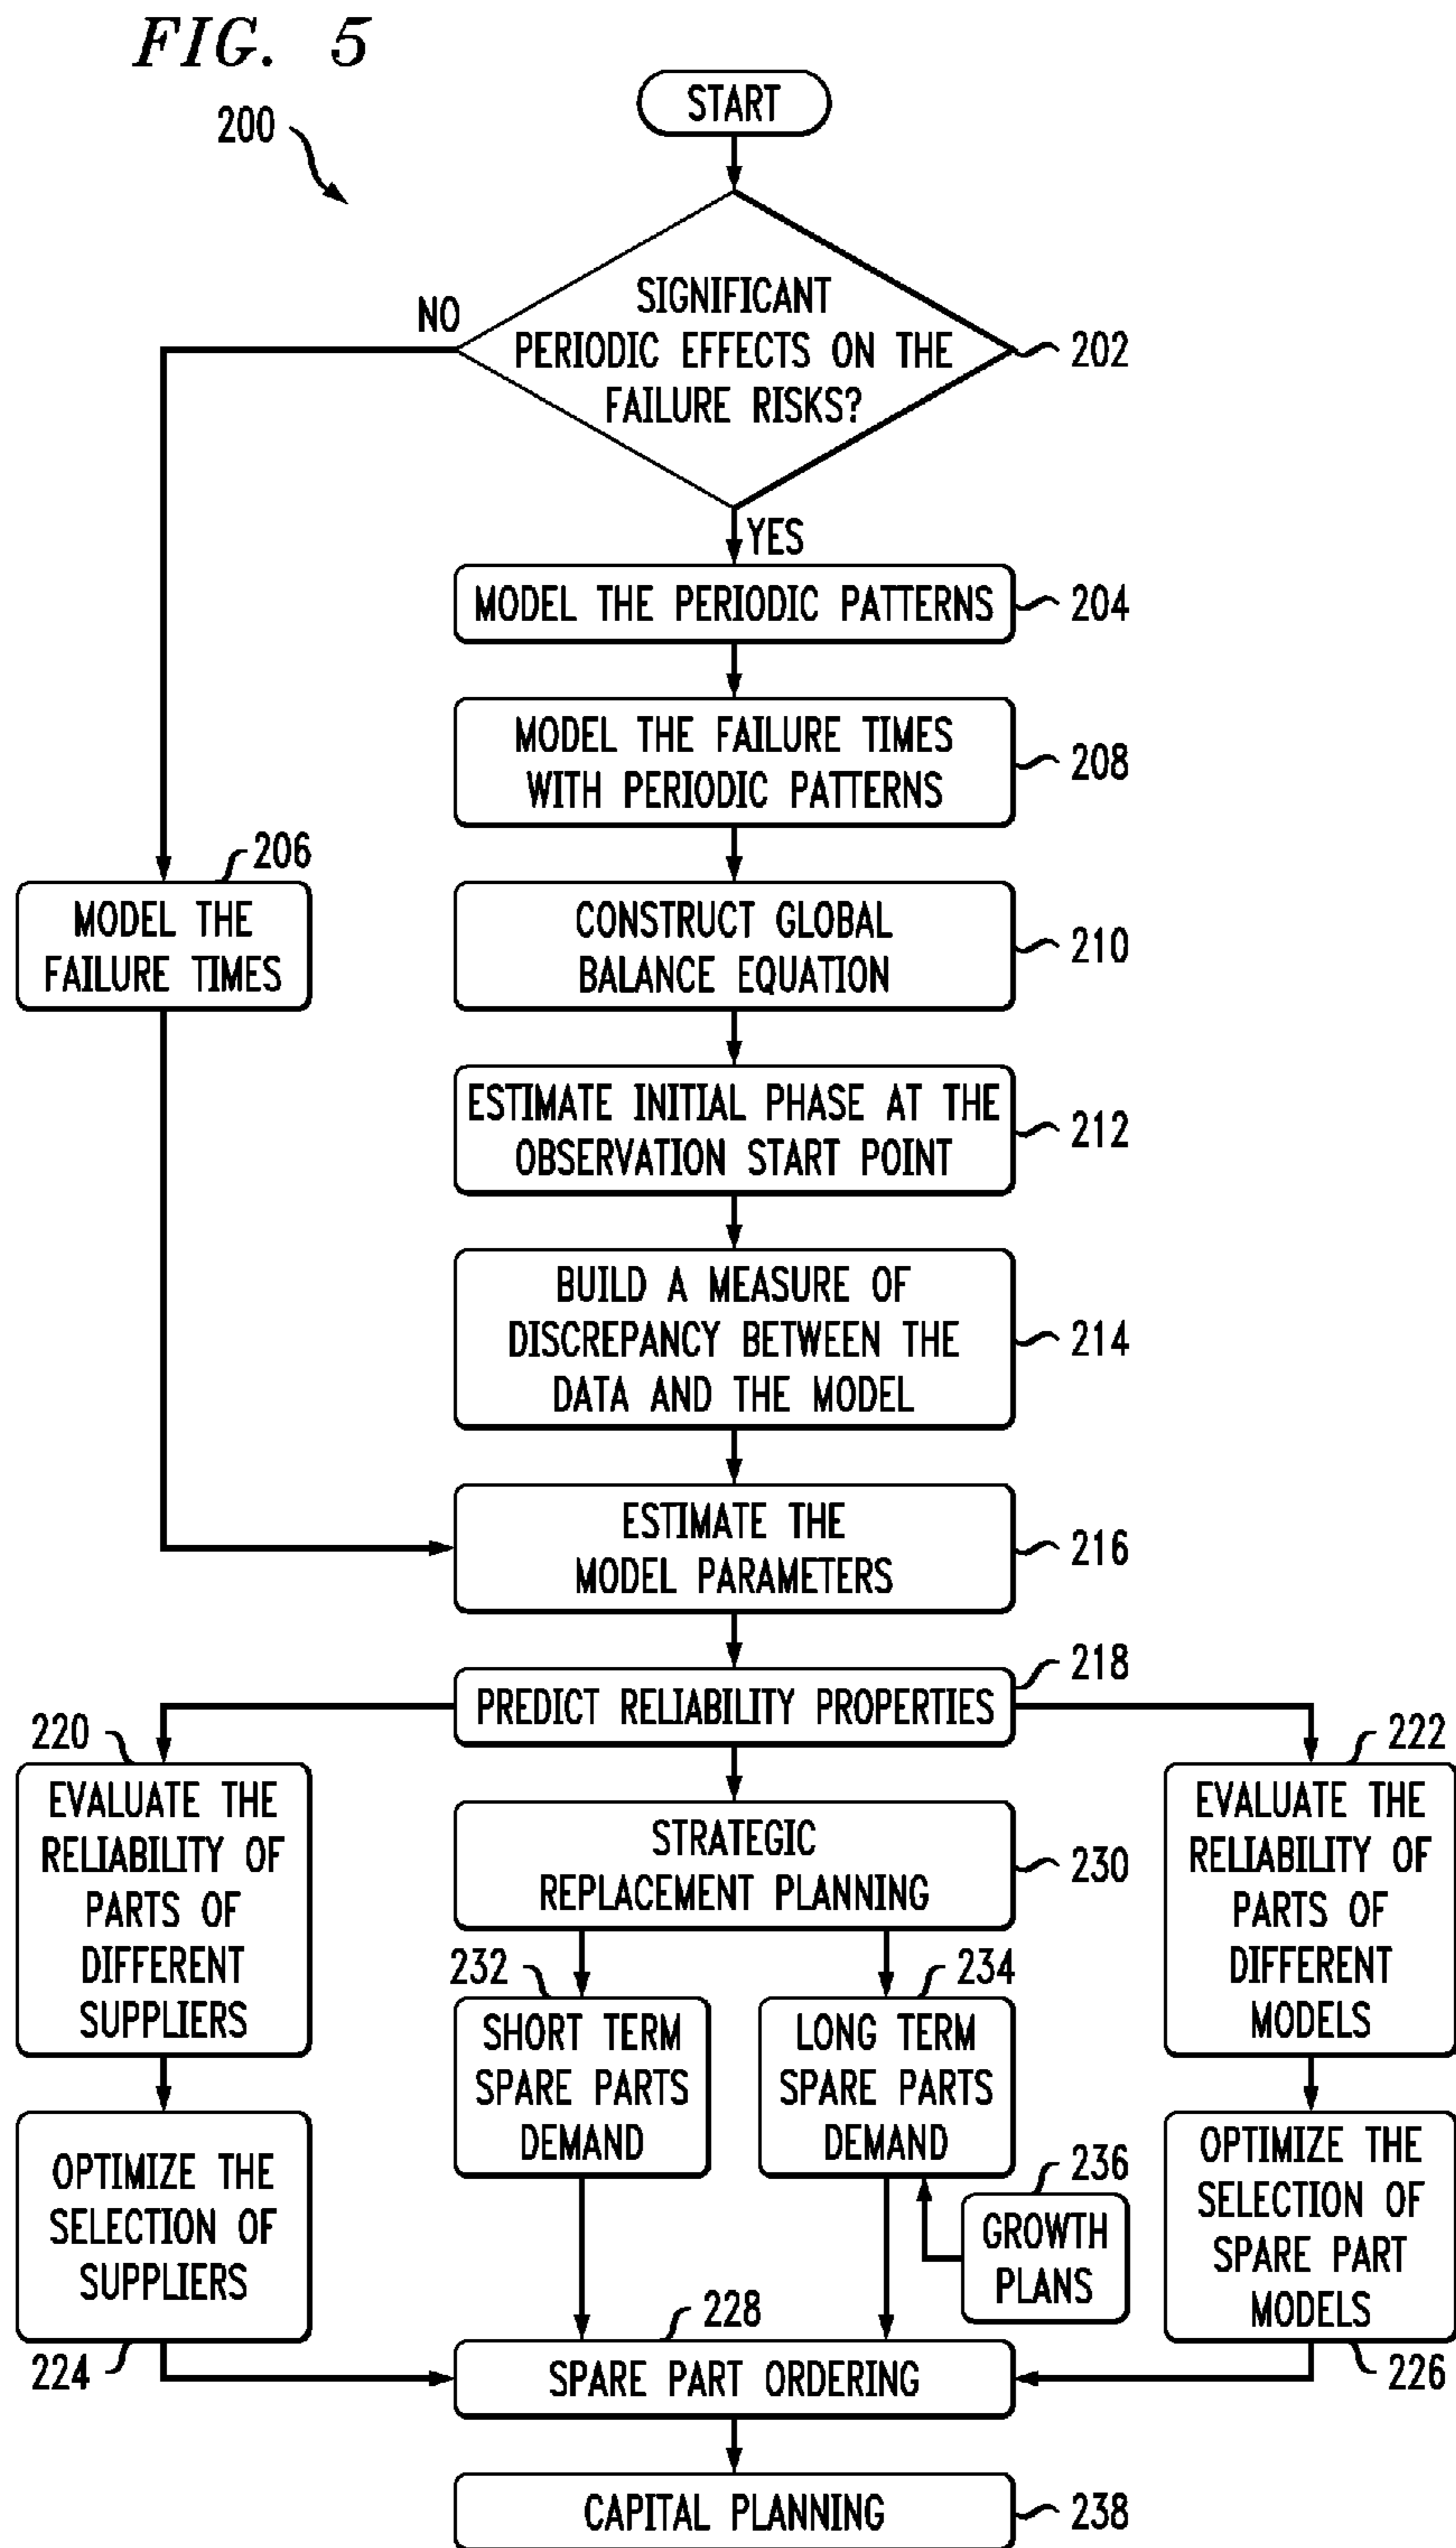 FIG. 5
200
START
SIGNIFICANT
PERIODIC EFFECTS ON THE
FAILURE RISKS?
202
NO
YES
MODEL THE PERIODIC PATTERNS
204
MODEL THE FAILURE TIMES
WITH PERIODIC PATTERNS
208
206
MODEL THE
FAILURE TIMES
CONSTRUCT GLOBAL
BALANCE EQUATION
210
ESTIMATE INITIAL PHASE AT THE
OBSERVATION START POINT
212
BUILD A MEASURE OF
DISCREPANCY BETWEEN THE
DATA AND THE MODEL
214
ESTIMATE THE
MODEL PARAMETERS
216
PREDICT RELIABILITY PROPERTIES
218
220
EVALUATE THE
RELIABILITY OF
PARTS OF
DIFFERENT
SUPPLIERS
STRATEGIC
REPLACEMENT PLANNING
230
222
EVALUATE THE
RELIABILITY OF
PARTS OF
DIFFERENT
MODELS
232
SHORT TERM
SPARE PARTS
DEMAND
234
LONG TERM
SPARE PARTS
DEMAND
236
GROWTH
PLANS
OPTIMIZE THE
SELECTION OF
SUPPLIERS
224
OPTIMIZE THE
SELECTION OF
SPARE PART
MODELS
226
228
SPARE PART ORDERING
CAPITAL PLANNING
238